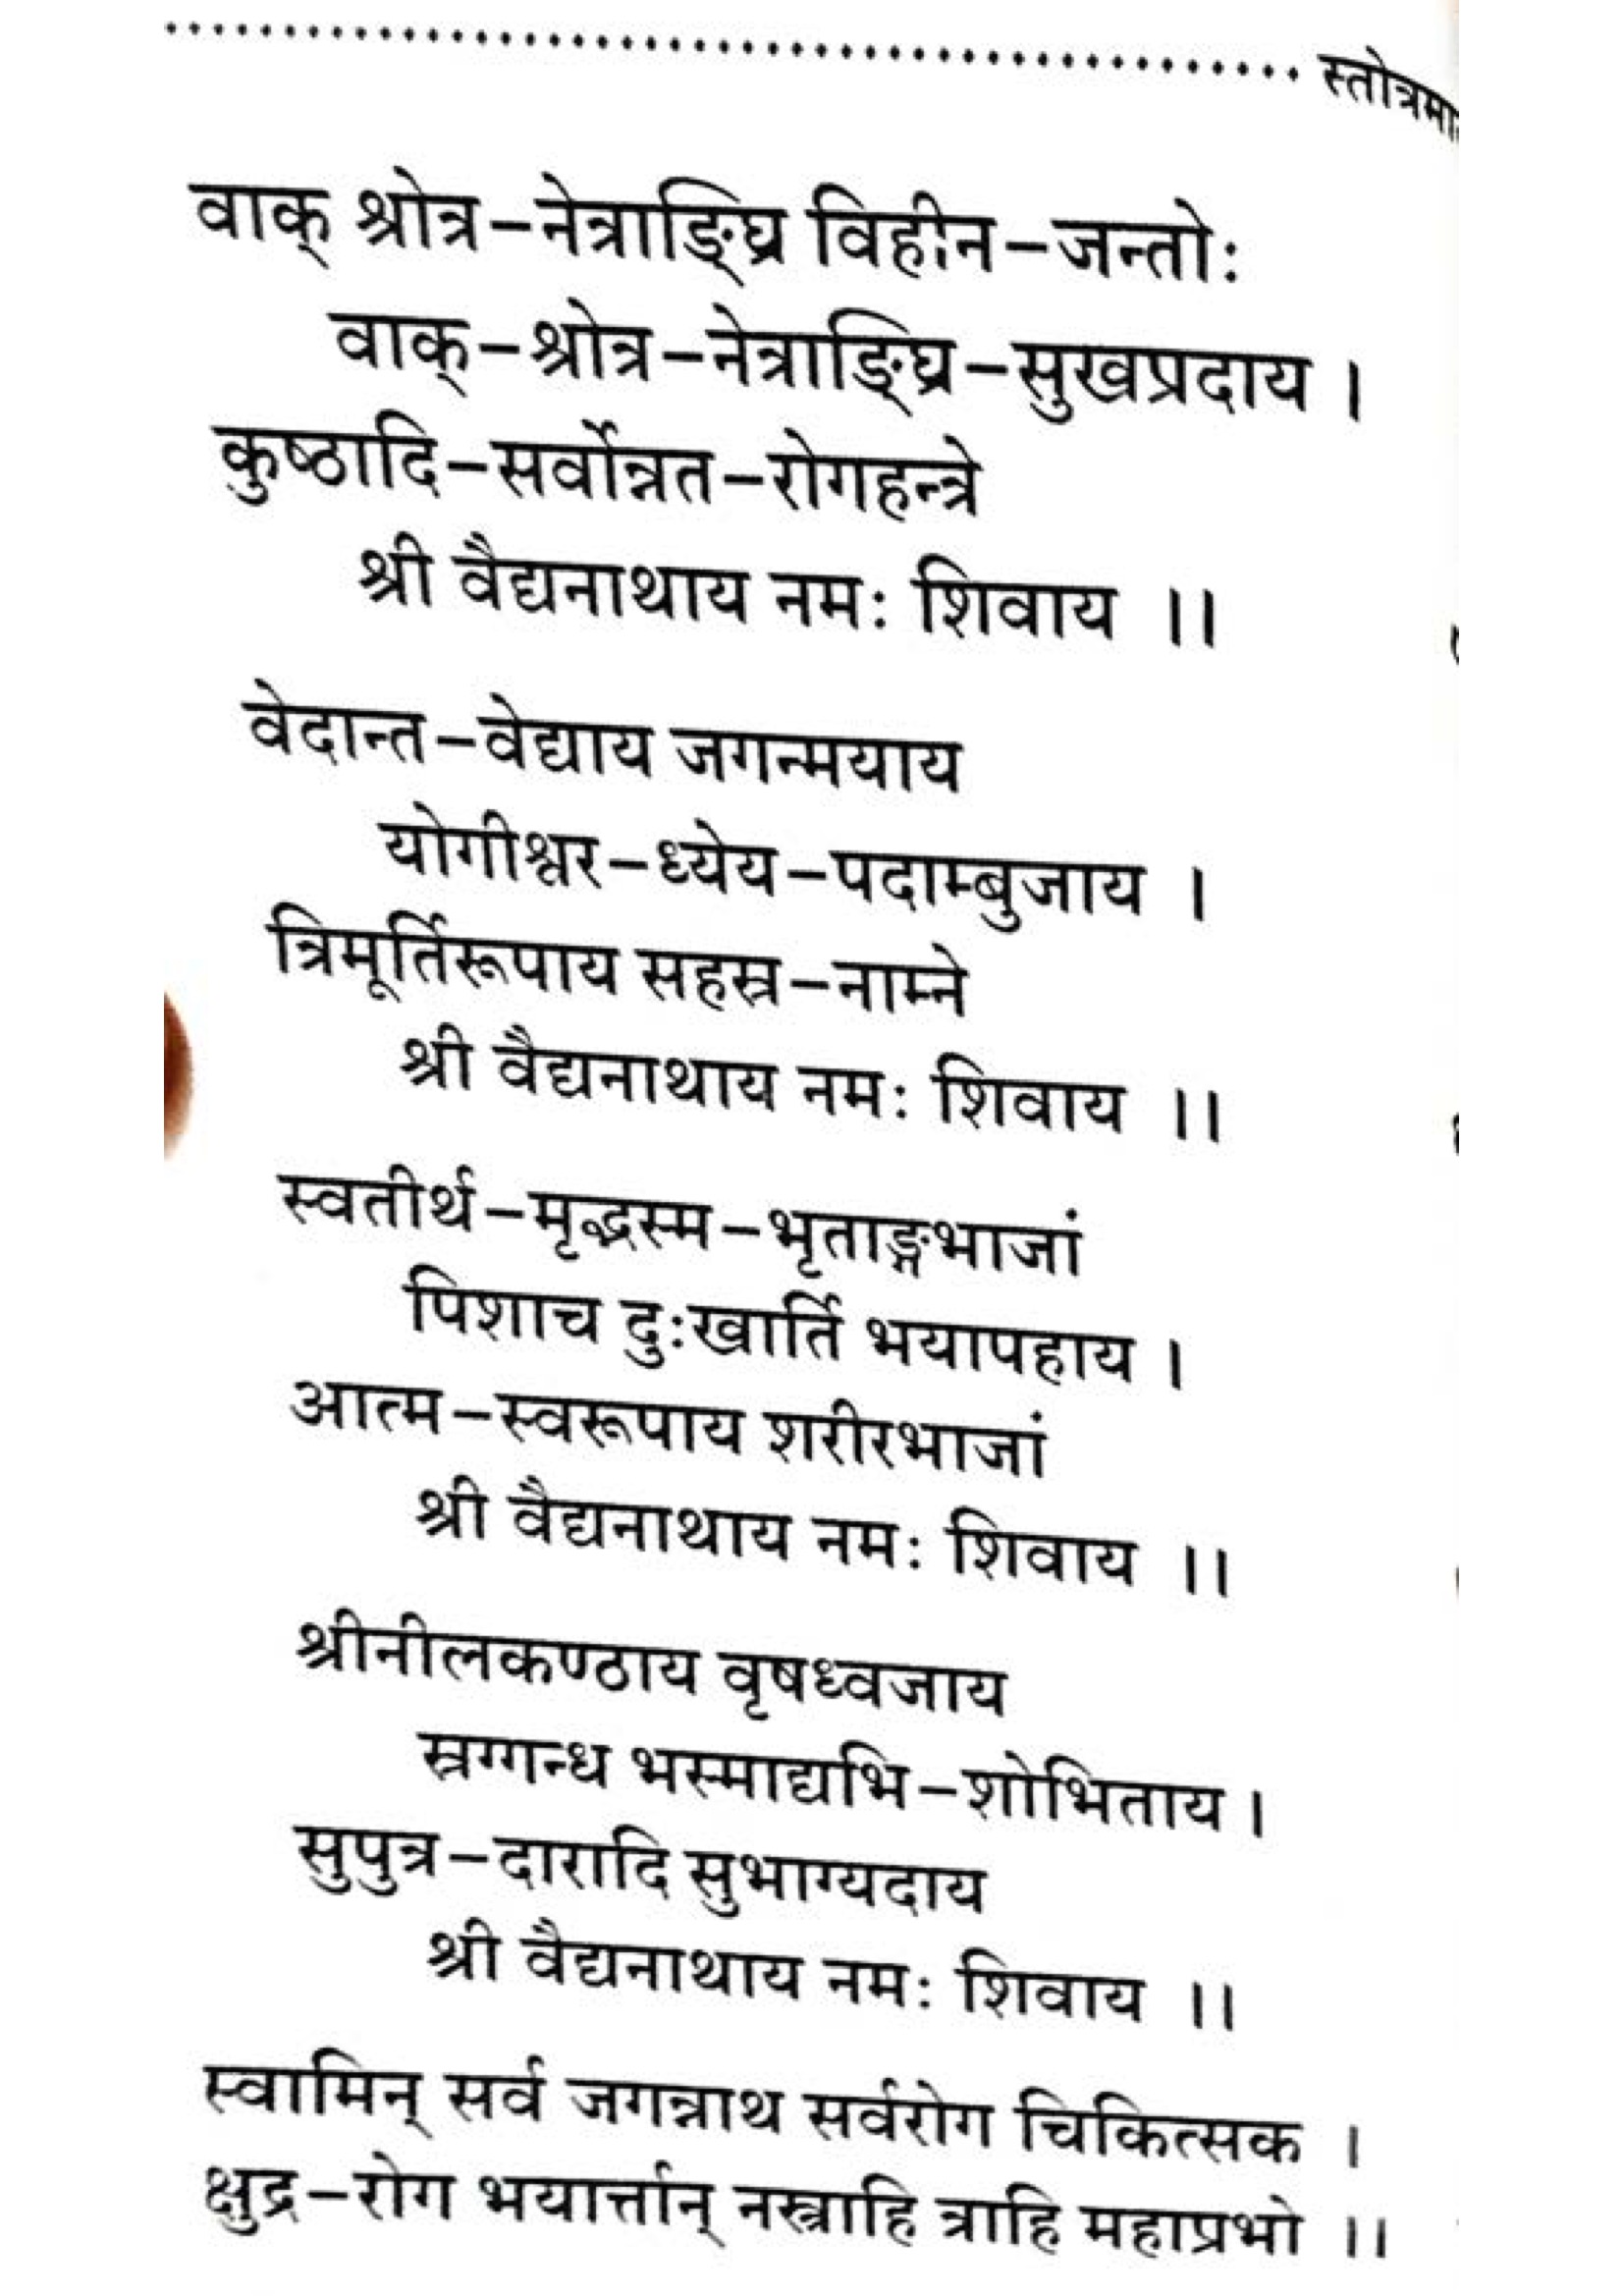 वाक् श्रोत्र-नेत्राङ्घ्रि विहीन-जन्तोः
वाक्-श्रोत्र-नेत्राङ्घ्रि-सुखप्रदाय ।
कुष्ठादि-सर्वोन्नत-रोगहन्त्रे
श्री वैद्यनाथाय नमः शिवाय ।।
वेदान्त-वेद्याय जगन्मयाय
योगीश्वर-ध्येय-पदाम्बुजाय ।
त्रिमूर्तिरूपाय सहस्र-नाम्ने
श्री वैद्यनाथाय नमः शिवाय ।।
स्वतीर्थ-मृद्भस्म-भृताङ्गभाजां
पिशाच दुःखार्ति भयापहाय ।
आत्म-स्वरूपाय शरीरभाजां
श्री वैद्यनाथाय नमः शिवाय ।।
श्रीनीलकण्ठाय वृषध्वजाय
स्रग्गन्ध भस्माद्यभि-शोभिताय ।
सुपुत्र-दारादि सुभाग्यदाय
श्री वैद्यनाथाय नमः शिवाय ।।
स्वामिन् सर्व जगन्नाथ सर्वरोग चिकित्सक ।
क्षुद्र-रोग भयार्त्तान् नस्त्राहि त्राहि महाप्रभो ।।